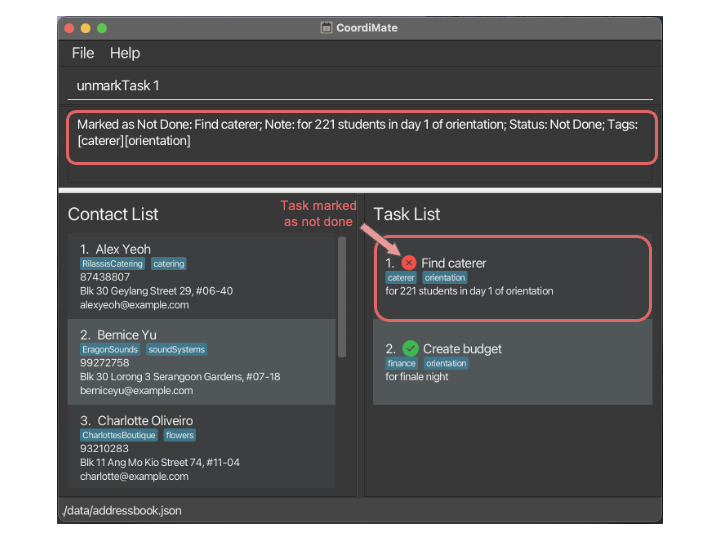 CoordiMate
File Help
unmarkTask 1
Marked as Not Done: Find caterer; Note: for 221 students in day 1 of orientation; Status: Not Done; Tags:
[caterer][orientation]
Contact List
Task marked
as not done
Task List
1. Alex Yeoh
RilassisCatering catering
87438807
Blk 30 Geylang Street 29, #06-40
alexyeoh@example.com
2. Bernice Yu
EragonSounds soundSystems
99272758
Blk 30 Lorong 3 Serangoon Gardens, #07-18
berniceyu@example.com
3. Charlotte Oliveiro
CharlottesBoutique flowers
93210283
Blk 11 Ang Mo Kio Street 74, #11-04
charlotte@example.com
1. Find caterer
caterer orientation
for 221 students in day 1 of orientation
2. Create budget
finance orientation
for finale night
./data/addressbook.json